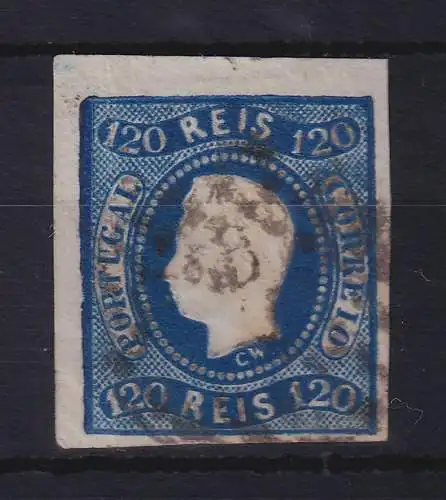 120 REIS 120
PORTUGAL
CORREIO
CW
120 REIS 120